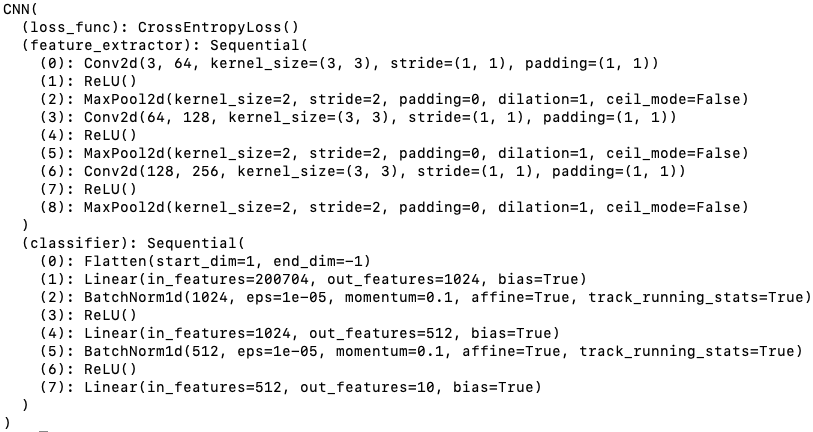 CNN(
  (loss_func): CrossEntropyLoss()
  (feature_extractor): Sequential(
    (0): Conv2d(3, 64, kernel_size=(3, 3), stride=(1, 1), padding=(1, 1))
    (1): ReLU()
    (2): MaxPool2d(kernel_size=2, stride=2, padding=0, dilation=1, ceil_mode=False)
    (3): Conv2d(64, 128, kernel_size=(3, 3), stride=(1, 1), padding=(1, 1))
    (4): ReLU()
    (5): MaxPool2d(kernel_size=2, stride=2, padding=0, dilation=1, ceil_mode=False)
    (6): Conv2d(128, 256, kernel_size=(3, 3), stride=(1, 1), padding=(1, 1))
    (7): ReLU()
    (8): MaxPool2d(kernel_size=2, stride=2, padding=0, dilation=1, ceil_mode=False)
  )
  (classifier): Sequential(
    (0): Flatten(start_dim=1, end_dim=-1)
    (1): Linear(in_features=200704, out_features=1024, bias=True)
    (2): BatchNorm1d(1024, eps=1e-05, momentum=0.1, affine=True, track_running_stats=True)
    (3): ReLU()
    (4): Linear(in_features=1024, out_features=512, bias=True)
    (5): BatchNorm1d(512, eps=1e-05, momentum=0.1, affine=True, track_running_stats=True)
    (6): ReLU()
    (7): Linear(in_features=512, out_features=10, bias=True)
  )
)